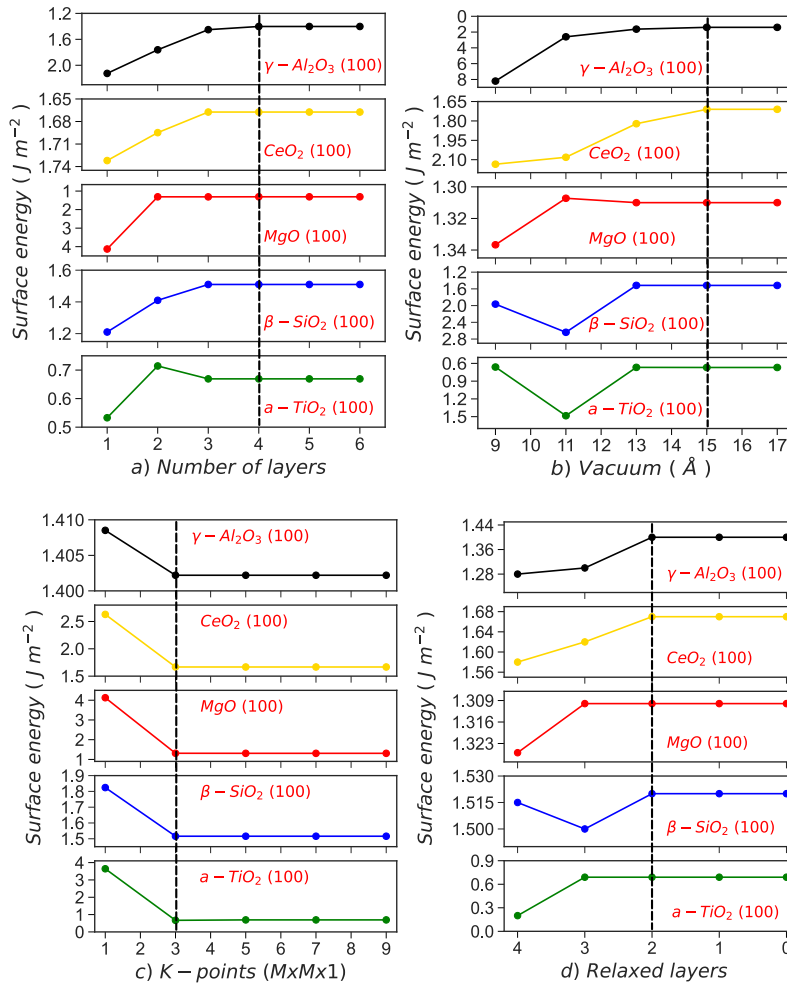 Surface energy ( J m⁻² )
1.2
1.6
2.0
γ − Al₂O₃ (100)
1.65
1.68
1.71
1.74
CeO₂ (100)
1
2
3
4
MgO (100)
1.6
1.4
1.2
β − SiO₂ (100)
0.7
0.6
0.5
a − TiO₂ (100)
1 2 3 4 5 6
a) Number of layers
Surface energy ( J m⁻² )
0
2
4
6
8
γ − Al₂O₃ (100)
1.65
1.80
1.95
2.10
CeO₂ (100)
1.30
1.32
1.34
MgO (100)
1.2
1.6
2.0
2.4
2.8
β − SiO₂ (100)
0.6
0.9
1.2
1.5
a − TiO₂ (100)
9 10 11 12 13 14 15 16 17
b) Vacuum ( Å )
Surface energy ( J m⁻² )
1.410
1.405
1.400
γ − Al₂O₃ (100)
2.5
2.0
1.5
CeO₂ (100)
4
3
2
1
MgO (100)
1.9
1.8
1.7
1.6
1.5
β − SiO₂ (100)
4
3
2
1
0
a − TiO₂ (100)
1 2 3 4 5 6 7 8 9
c) K − points (MxMx1)
Surface energy ( J m⁻² )
1.44
1.36
1.28
γ − Al₂O₃ (100)
1.68
1.64
1.60
1.56
CeO₂ (100)
1.309
1.316
1.323
MgO (100)
1.530
1.515
1.500
β − SiO₂ (100)
0.9
0.6
0.3
0.0
a − TiO₂ (100)
4 3 2 1 0
d) Relaxed layers